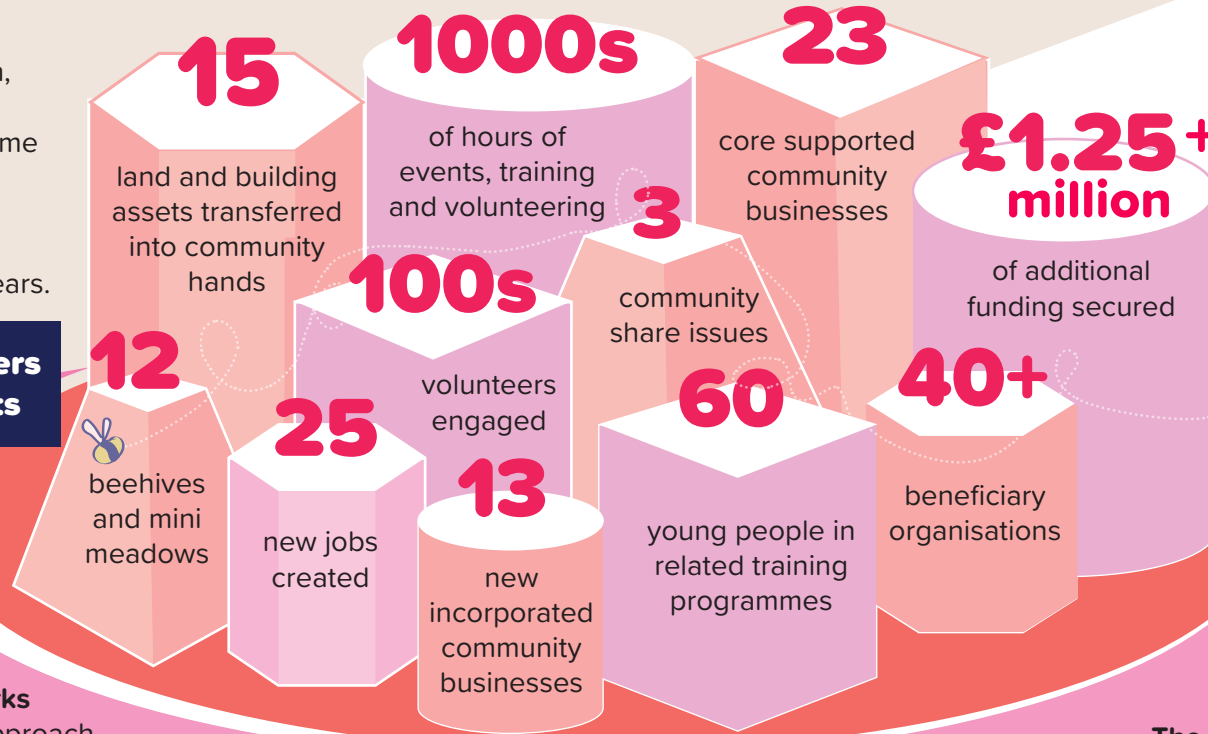 15
land and building
assets transferred
into community
hands
1000s
of hours of
events, training
and volunteering
23
core supported
community
businesses
£1.25+
million
of additional
funding secured
3
community
share issues
100s
volunteers
engaged
12
beehives
and mini
meadows
25
new jobs
created
13
new
incorporated
community
businesses
60
young people in
related training
programmes
40+
beneficiary
organisations
ears.
The